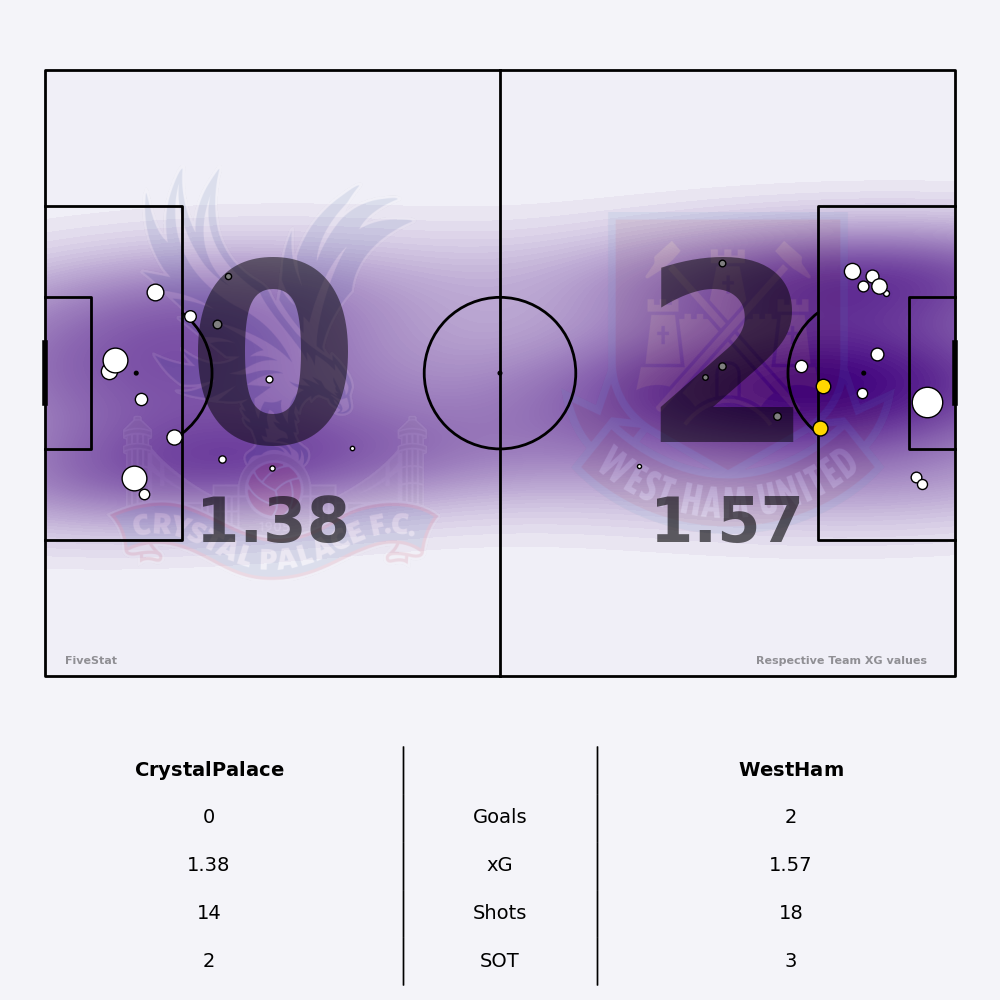 0 2
1.38 1.57
CRYSTAL PALACE F.C.
WEST HAM UNITED
FiveStat Respective Team XG values
CrystalPalace WestHam
0 Goals 2
1.38 xG 1.57
14 Shots 18
2 SOT 3